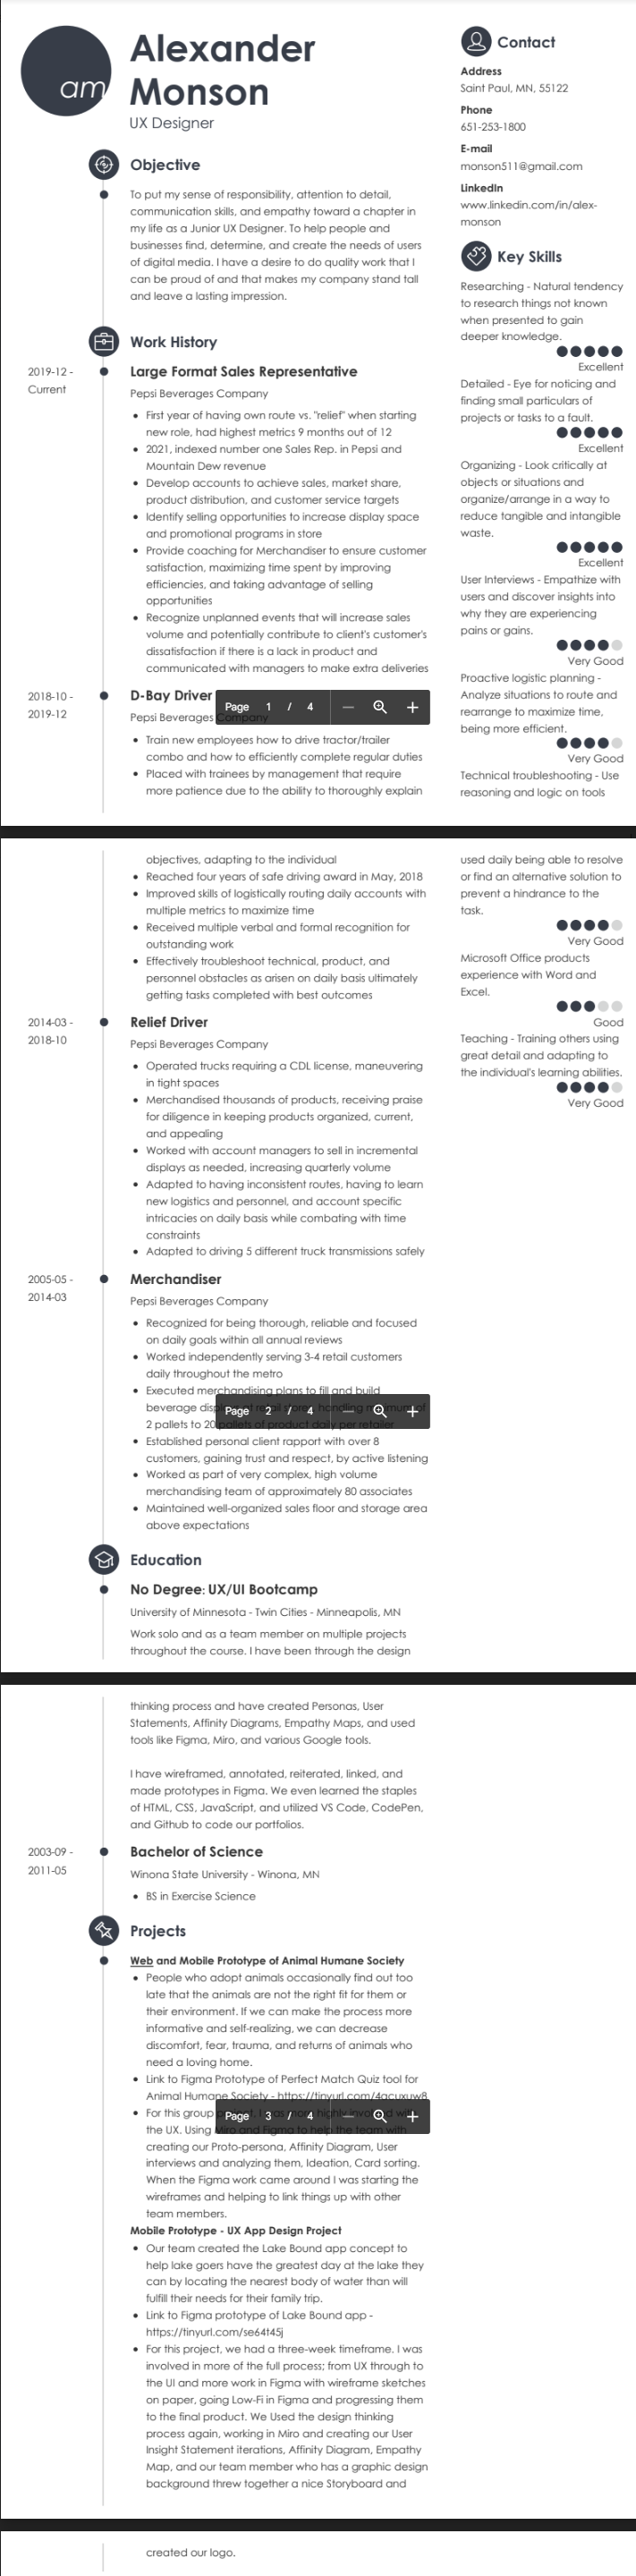 am
Alexander
Monson
UX Designer
Objective
To put my sense of responsibility, attention to detail,
communication skills, and empathy toward a chapter in
my life as a Junior UX Designer. To help people and
businesses find, determine, and create the needs of users
of digital media. I have a desire to do quality work that I
can be proud of and that makes my company stand tall
and leave a lasting impression.
Work History
2019-12 -
Current
Large Format Sales Representative
Pepsi Beverages Company
• First year of having own route vs. "relief" when starting
new role, had highest metrics 9 months out of 12
• 2021, indexed number one Sales Rep. in Pepsi and
Mountain Dew revenue
• Develop accounts to achieve sales, market share,
product distribution, and customer service targets
• Identify selling opportunities to increase display space
and promotional programs in store
• Provide coaching for Merchandiser to ensure customer
satisfaction, maximizing time spent by improving
efficiencies, and taking advantage of selling
opportunities
• Recognize unplanned events that will increase sales
volume and potentially contribute to client's customer's
dissatisfaction if there is a lack in product and
communicated with managers to make extra deliveries
2018-10 -
2019-12
D-Bay Driver
Pepsi Beverages Company
• Train new employees how to drive tractor/trailer
combo and how to efficiently complete regular duties
• Placed with trainees by management that require
more patience due to the ability to thoroughly explain
Contact
Address
Saint Paul, MN, 55122
Phone
651-253-1800
E-mail
monson511@gmail.com
LinkedIn
www.linkedin.com/in/alex-
monson
Key Skills
Researching - Natural tendency
to research things not known
when presented to gain
deeper knowledge.
Excellent
Detailed - Eye for noticing and
finding small particulars of
projects or tasks to a fault.
Excellent
Organizing - Look critically at
objects or situations and
organize/arrange in a way to
reduce tangible and intangible
waste.
Excellent
User Interviews - Empathize with
users and discover insights into
why they are experiencing
pains or gains.
Very Good
Proactive logistic planning -
Analyze situations to route and
rearrange to maximize time,
being more efficient.
Very Good
Technical troubleshooting - Use
reasoning and logic on tools
Page 1 / 4
objectives, adapting to the individual
• Reached four years of safe driving award in May, 2018
• Improved skills of logistically routing daily accounts with
multiple metrics to maximize time
• Received multiple verbal and formal recognition for
outstanding work
• Effectively troubleshoot technical, product, and
personnel obstacles as arisen on daily basis ultimately
getting tasks completed with best outcomes
2014-03 -
2018-10
Relief Driver
Pepsi Beverages Company
• Operated trucks requiring a CDL license, maneuvering
in tight spaces
• Merchandised thousands of products, receiving praise
for diligence in keeping products organized, current,
and appealing
• Worked with account managers to sell in incremental
displays as needed, increasing quarterly volume
• Adapted to having inconsistent routes, having to learn
new logistics and personnel, and account specific
intricacies on daily basis while combating with time
constraints
• Adapted to driving 5 different truck transmissions safely
2005-05 -
2014-03
Merchandiser
Pepsi Beverages Company
• Recognized for being thorough, reliable and focused
on daily goals within all annual reviews
• Worked independently serving 3-4 retail customers
daily throughout the metro
• Executed merchandising plans to fill and build
beverage displays at retail stores, handling minimum of
2 pallets to 20 pallets of product daily per retailer
• Established personal client rapport with over 8
customers, gaining trust and respect, by active listening
• Worked as part of very complex, high volume
merchandising team of approximately 80 associates
• Maintained well-organized sales floor and storage area
above expectations
Education
No Degree: UX/UI Bootcamp
University of Minnesota - Twin Cities - Minneapolis, MN
Work solo and as a team member on multiple projects
throughout the course. I have been through the design
used daily being able to resolve
or find an alternative solution to
prevent a hindrance to the
task.
Very Good
Microsoft Office products
experience with Word and
Excel.
Good
Teaching - Training others using
great detail and adapting to
the individual's learning abilities.
Very Good
Page 2 / 4
thinking process and have created Personas, User
Statements, Affinity Diagrams, Empathy Maps, and used
tools like Figma, Miro, and various Google tools.
I have wireframed, annotated, reiterated, linked, and
made prototypes in Figma. We even learned the staples
of HTML, CSS, JavaScript, and utilized VS Code, CodePen,
and Github to code our portfolios.
2003-09 -
2011-05
Bachelor of Science
Winona State University - Winona, MN
• BS in Exercise Science
Projects
Web and Mobile Prototype of Animal Humane Society
• People who adopt animals occasionally find out too
late that the animals are not the right fit for them or
their environment. If we can make the process more
informative and self-realizing, we can decrease
discomfort, fear, trauma, and returns of animals who
need a loving home.
• Link to Figma Prototype of Perfect Match Quiz tool for
Animal Humane Society - https://tinyurl.com/4acuxuw8
• For this group project, I was more highly involved with
the UX. Using Miro and Figma to help the team with
creating our Proto-persona, Affinity Diagram, User
interviews and analyzing them, Ideation, Card sorting.
When the Figma work came around I was starting the
wireframes and helping to link things up with other
team members.
Mobile Prototype - UX App Design Project
• Our team created the Lake Bound app concept to
help lake goers have the greatest day at the lake they
can by locating the nearest body of water than will
fulfill their needs for their family trip.
• Link to Figma prototype of Lake Bound app -
https://tinyurl.com/se64t45j
• For this project, we had a three-week timeframe. I was
involved in more of the full process; from UX through to
the UI and more work in Figma with wireframe sketches
on paper, going Low-Fi in Figma and progressing them
to the final product. We Used the design thinking
process again, working in Miro and creating our User
Insight Statement iterations, Affinity Diagram, Empathy
Map, and our team member who has a graphic design
background threw together a nice Storyboard and
Page 3 / 4
created our logo.